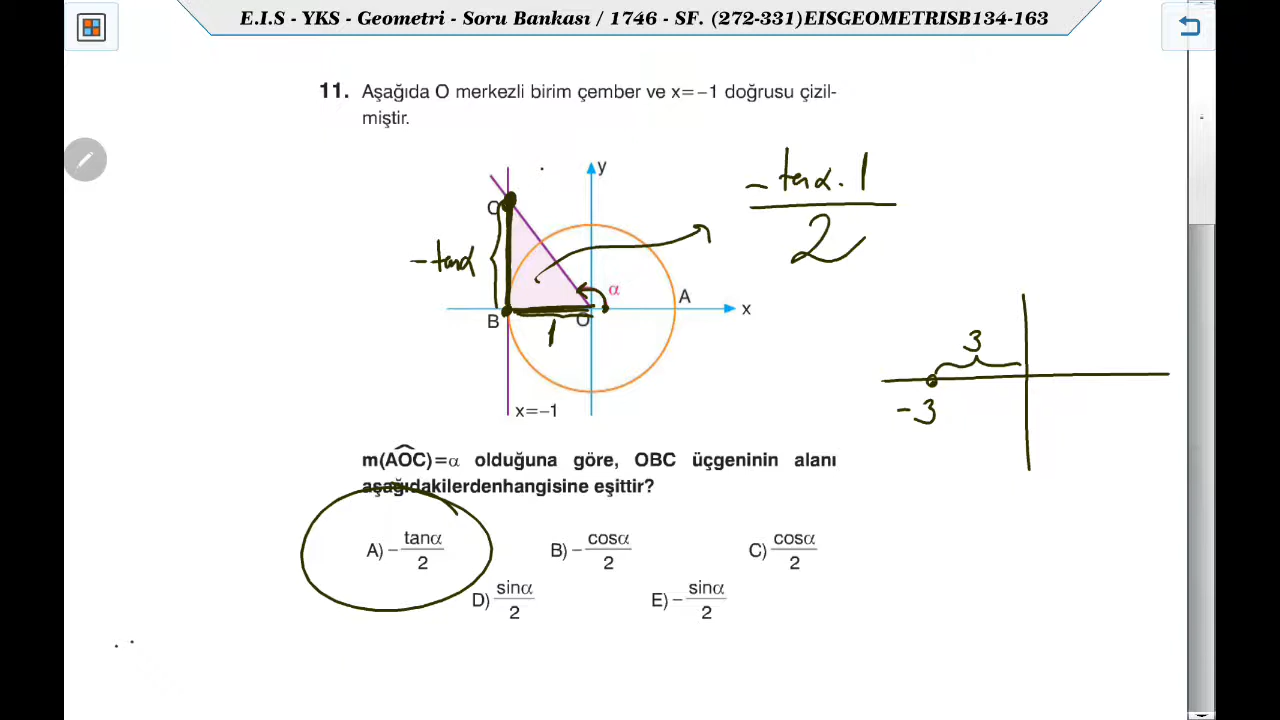 E.I.S - YKS - Geometri - Soru Bankası / 1746 - SF. (272-331)EISGEOMETRISB134-163
11. Aşağıda O merkezli birim çember ve x=−1 doğrusu çizil-
miştir.
y
C
-tanα
α
A
x
B
O
1
x=−1
-tanα.1
2
3
-3
m(AOC)=α olduğuna göre, OBC üçgeninin alanı
aşağıdakilerdenhangisine eşittir?
A) − tanα/2 B) − cosα/2 C) cosα/2
D) sinα/2 E) − sinα/2